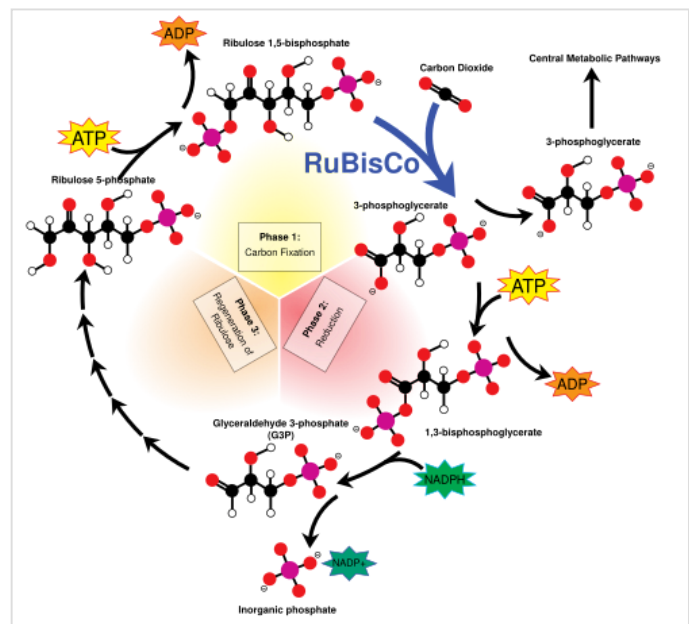 ADP
Ribulose 1,5-bisphosphate
Carbon Dioxide
Central Metabolic Pathways
ATP
RuBisCo
3-phosphoglycerate
Ribulose 5-phosphate
3-phosphoglycerate
Phase 1:
Carbon Fixation
Phase 3:
Regeneration of
Ribulose
Phase 2:
Reduction
ATP
ADP
1,3-bisphosphoglycerate
Glyceraldehyde 3-phosphate
(G3P)
NADPH
NADP+
Inorganic phosphate